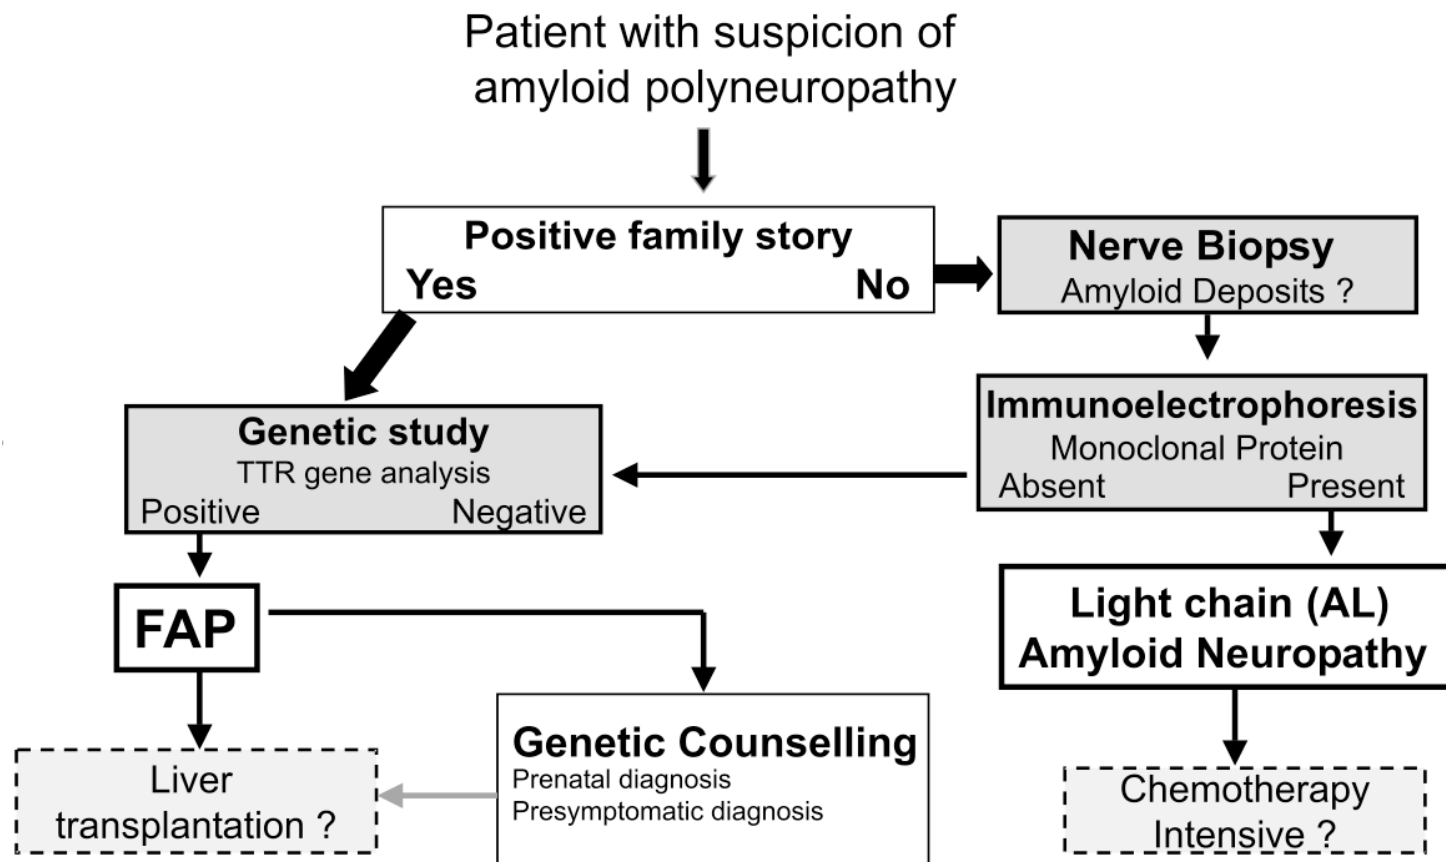 Patient with suspicion of
amyloid polyneuropathy
Positive family story
Yes No
Nerve Biopsy
Amyloid Deposits ?
Immunoelectrophoresis
Monoclonal Protein
Absent Present
Genetic study
TTR gene analysis
Positive Negative
FAP
Light chain (AL)
Amyloid Neuropathy
Genetic Counselling
Prenatal diagnosis
Presymptomatic diagnosis
Liver
transplantation ?
Chemotherapy
Intensive ?